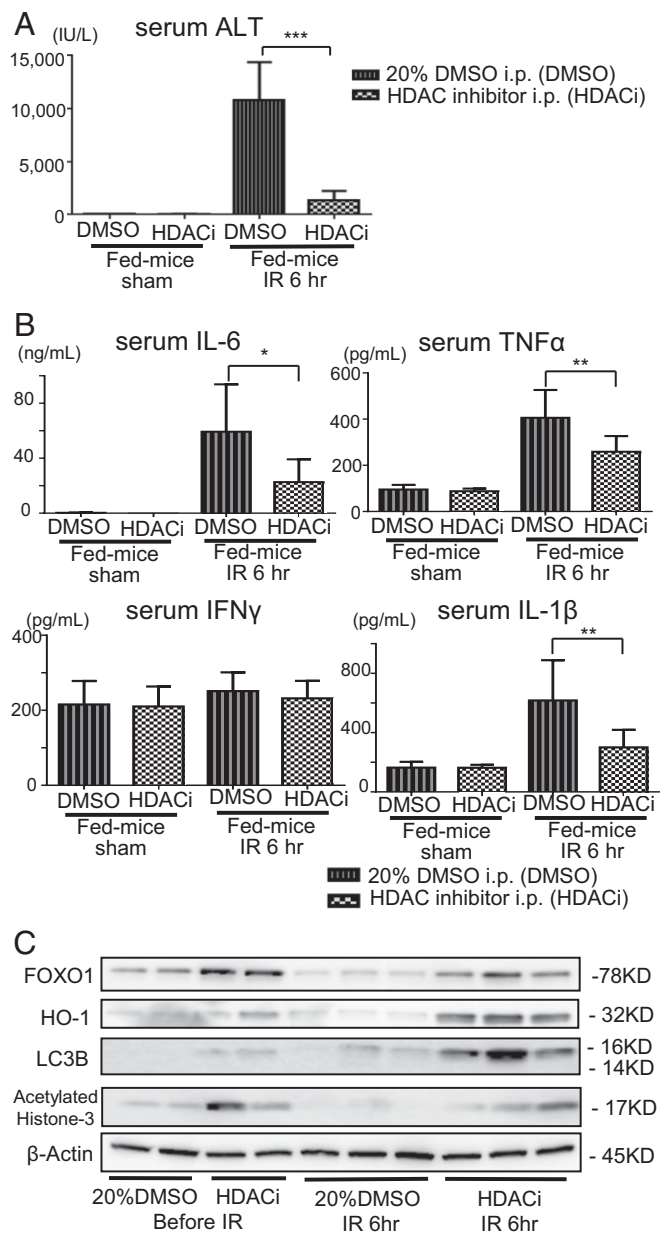 A
(IU/L)
serum ALT
***
15,000
10,000
5,000
0
DMSO HDACi DMSO HDACi
Fed-mice sham
Fed-mice IR 6 hr
20% DMSO i.p. (DMSO)
HDAC inhibitor i.p. (HDACi)
B
(ng/mL)
serum IL-6
*
80
60
40
20
0
DMSO HDACi DMSO HDACi
Fed-mice sham
Fed-mice IR 6 hr
(pg/mL)
serum TNFα
**
600
400
200
0
DMSO HDACi DMSO HDACi
Fed-mice sham
Fed-mice IR 6 hr
(pg/mL)
serum IFNγ
400
200
0
DMSO HDACi DMSO HDACi
Fed-mice sham
Fed-mice IR 6 hr
(pg/mL)
serum IL-1β
**
800
400
0
DMSO HDACi DMSO HDACi
Fed-mice sham
Fed-mice IR 6 hr
20% DMSO i.p. (DMSO)
HDAC inhibitor i.p. (HDACi)
C
FOXO1 -78KD
HO-1 - 32KD
LC3B - 16KD
- 14KD
Acetylated
Histone-3 - 17KD
β-Actin - 45KD
20%DMSO HDACi 20%DMSO HDACi
Before IR IR 6hr IR 6hr